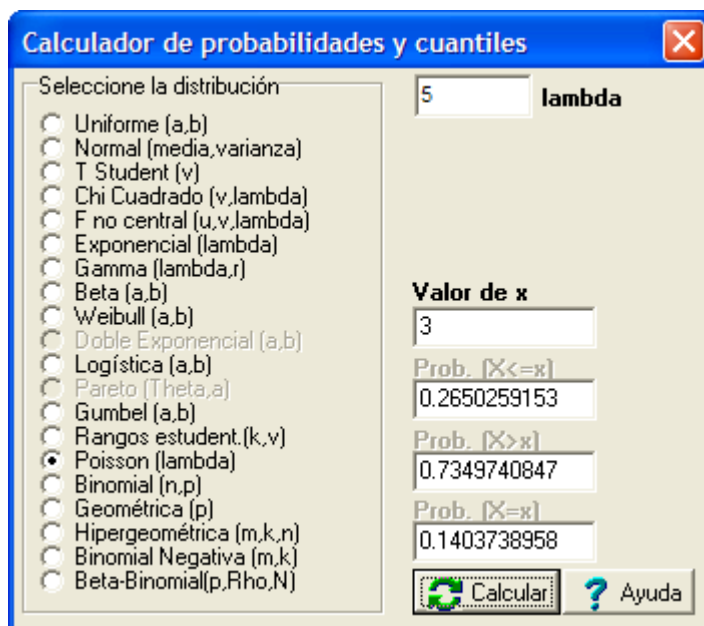 Calculador de probabilidades y cuantiles
Seleccione la distribución
Uniforme (a,b)
Normal (media,varianza)
T Student (v)
Chi Cuadrado (v,lambda)
F no central (u,v,lambda)
Exponencial (lambda)
Gamma (lambda,r)
Beta (a,b)
Weibull (a,b)
Doble Exponencial (a,b)
Logística (a,b)
Pareto (Theta,a)
Gumbel (a,b)
Rangos estudent.(k,v)
Poisson (lambda)
Binomial (n,p)
Geométrica (p)
Hipergeométrica (m,k,n)
Binomial Negativa (m,k)
Beta-Binomial(p,Rho,N)
5 lambda
Valor de x
3
Prob. (X<=x)
0.2650259153
Prob. (X>x)
0.7349740847
Prob. (X=x)
0.1403738958
Calcular ? Ayuda